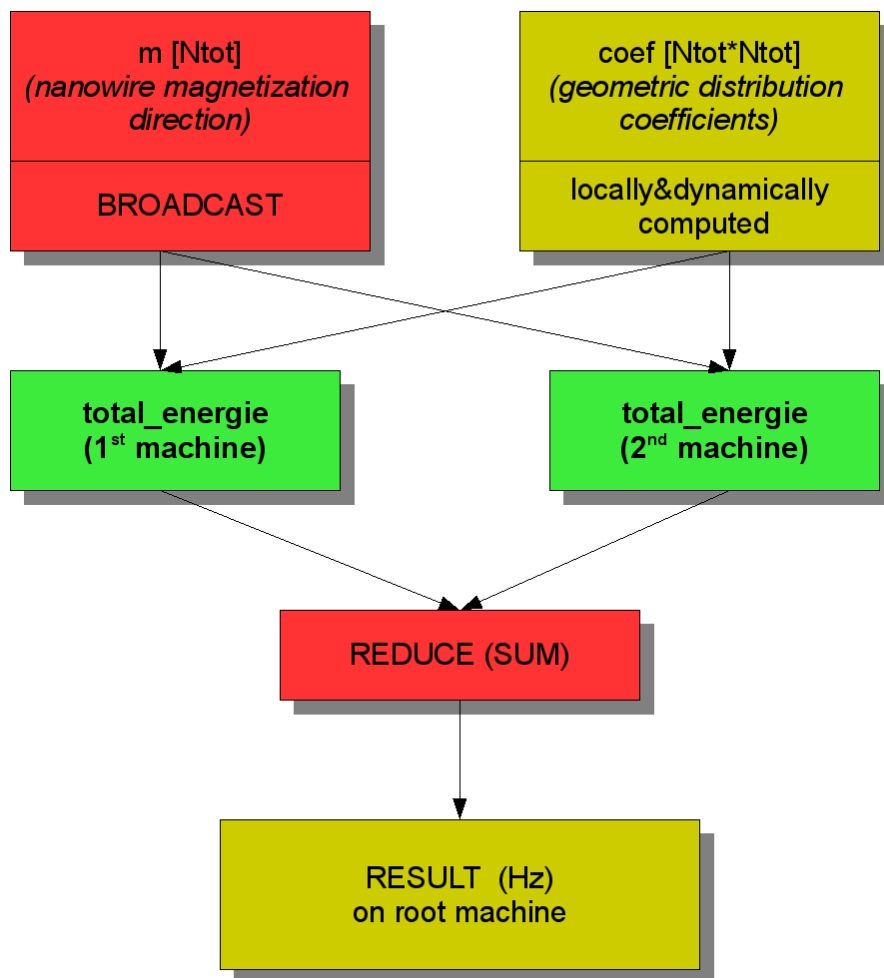 m [Ntot]
(nanowire magnetization
direction)
BROADCAST
coef [Ntot*Ntot]
(geometric distribution
coefficients)
locally&dynamically
computed
total_energie
(1st machine)
total_energie
(2nd machine)
REDUCE (SUM)
RESULT (Hz)
on root machine